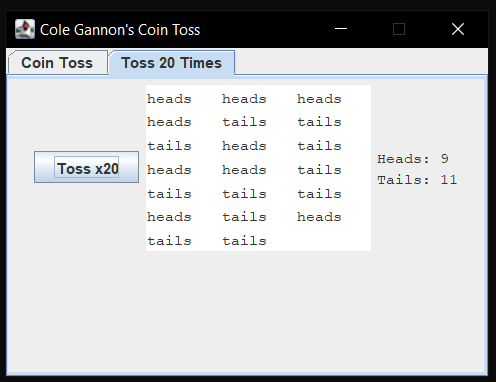 Cole Gannon's Coin Toss
Coin Toss Toss 20 Times
heads heads heads
heads tails tails
tails heads tails
Toss x20
heads heads tails
tails tails tails
heads tails heads
tails tails
Heads: 9
Tails: 11